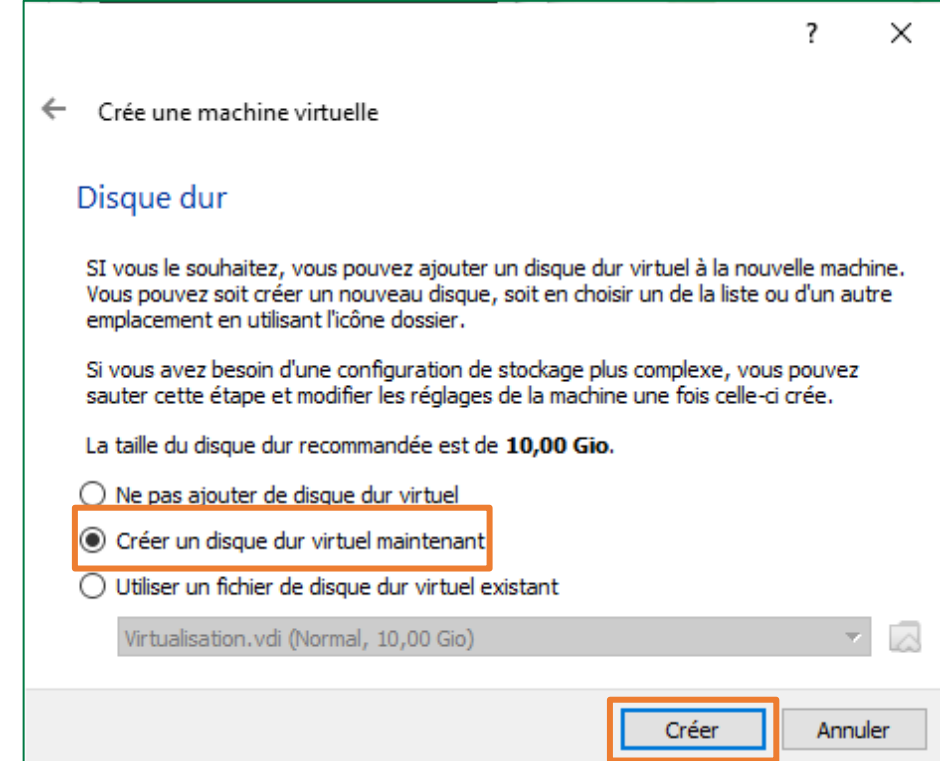 ?
Crée une machine virtuelle
Disque dur
SI vous le souhaitez, vous pouvez ajouter un disque dur virtuel à la nouvelle machine.
Vous pouvez soit créer un nouveau disque, soit en choisir un de la liste ou d'un autre
emplacement en utilisant l'icône dossier.
Si vous avez besoin d'une configuration de stockage plus complexe, vous pouvez
sauter cette étape et modifier les réglages de la machine une fois celle-ci crée.
La taille du disque dur recommandée est de 10,00 Gio.
Ne pas ajouter de disque dur virtuel
Créer un disque dur virtuel maintenant
Utiliser un fichier de disque dur virtuel existant
Virtualisation.vdi (Normal, 10,00 Gio)
Créer
Annuler